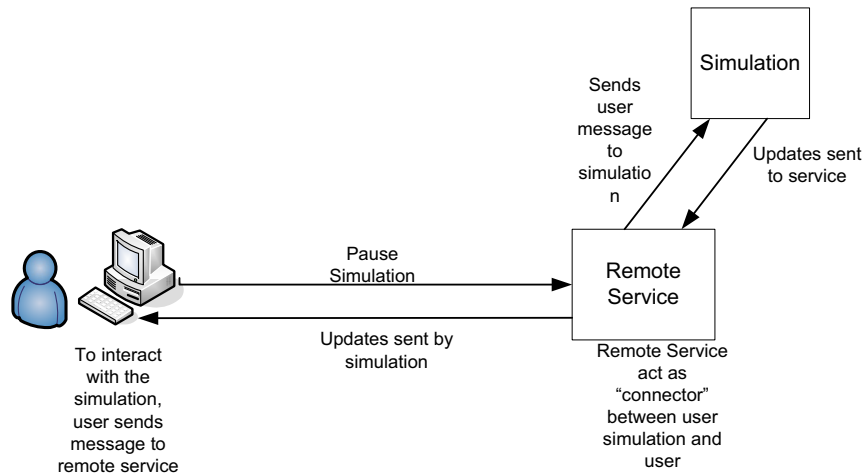 Simulation
Sends
user
message
to
simulatio
n
Updates sent
to service
Pause
Simulation
Remote
Service
Updates sent by
simulation
To interact
with the
simulation,
user sends
message to
remote service
Remote Service
act as
“connector”
between user
simulation and
user